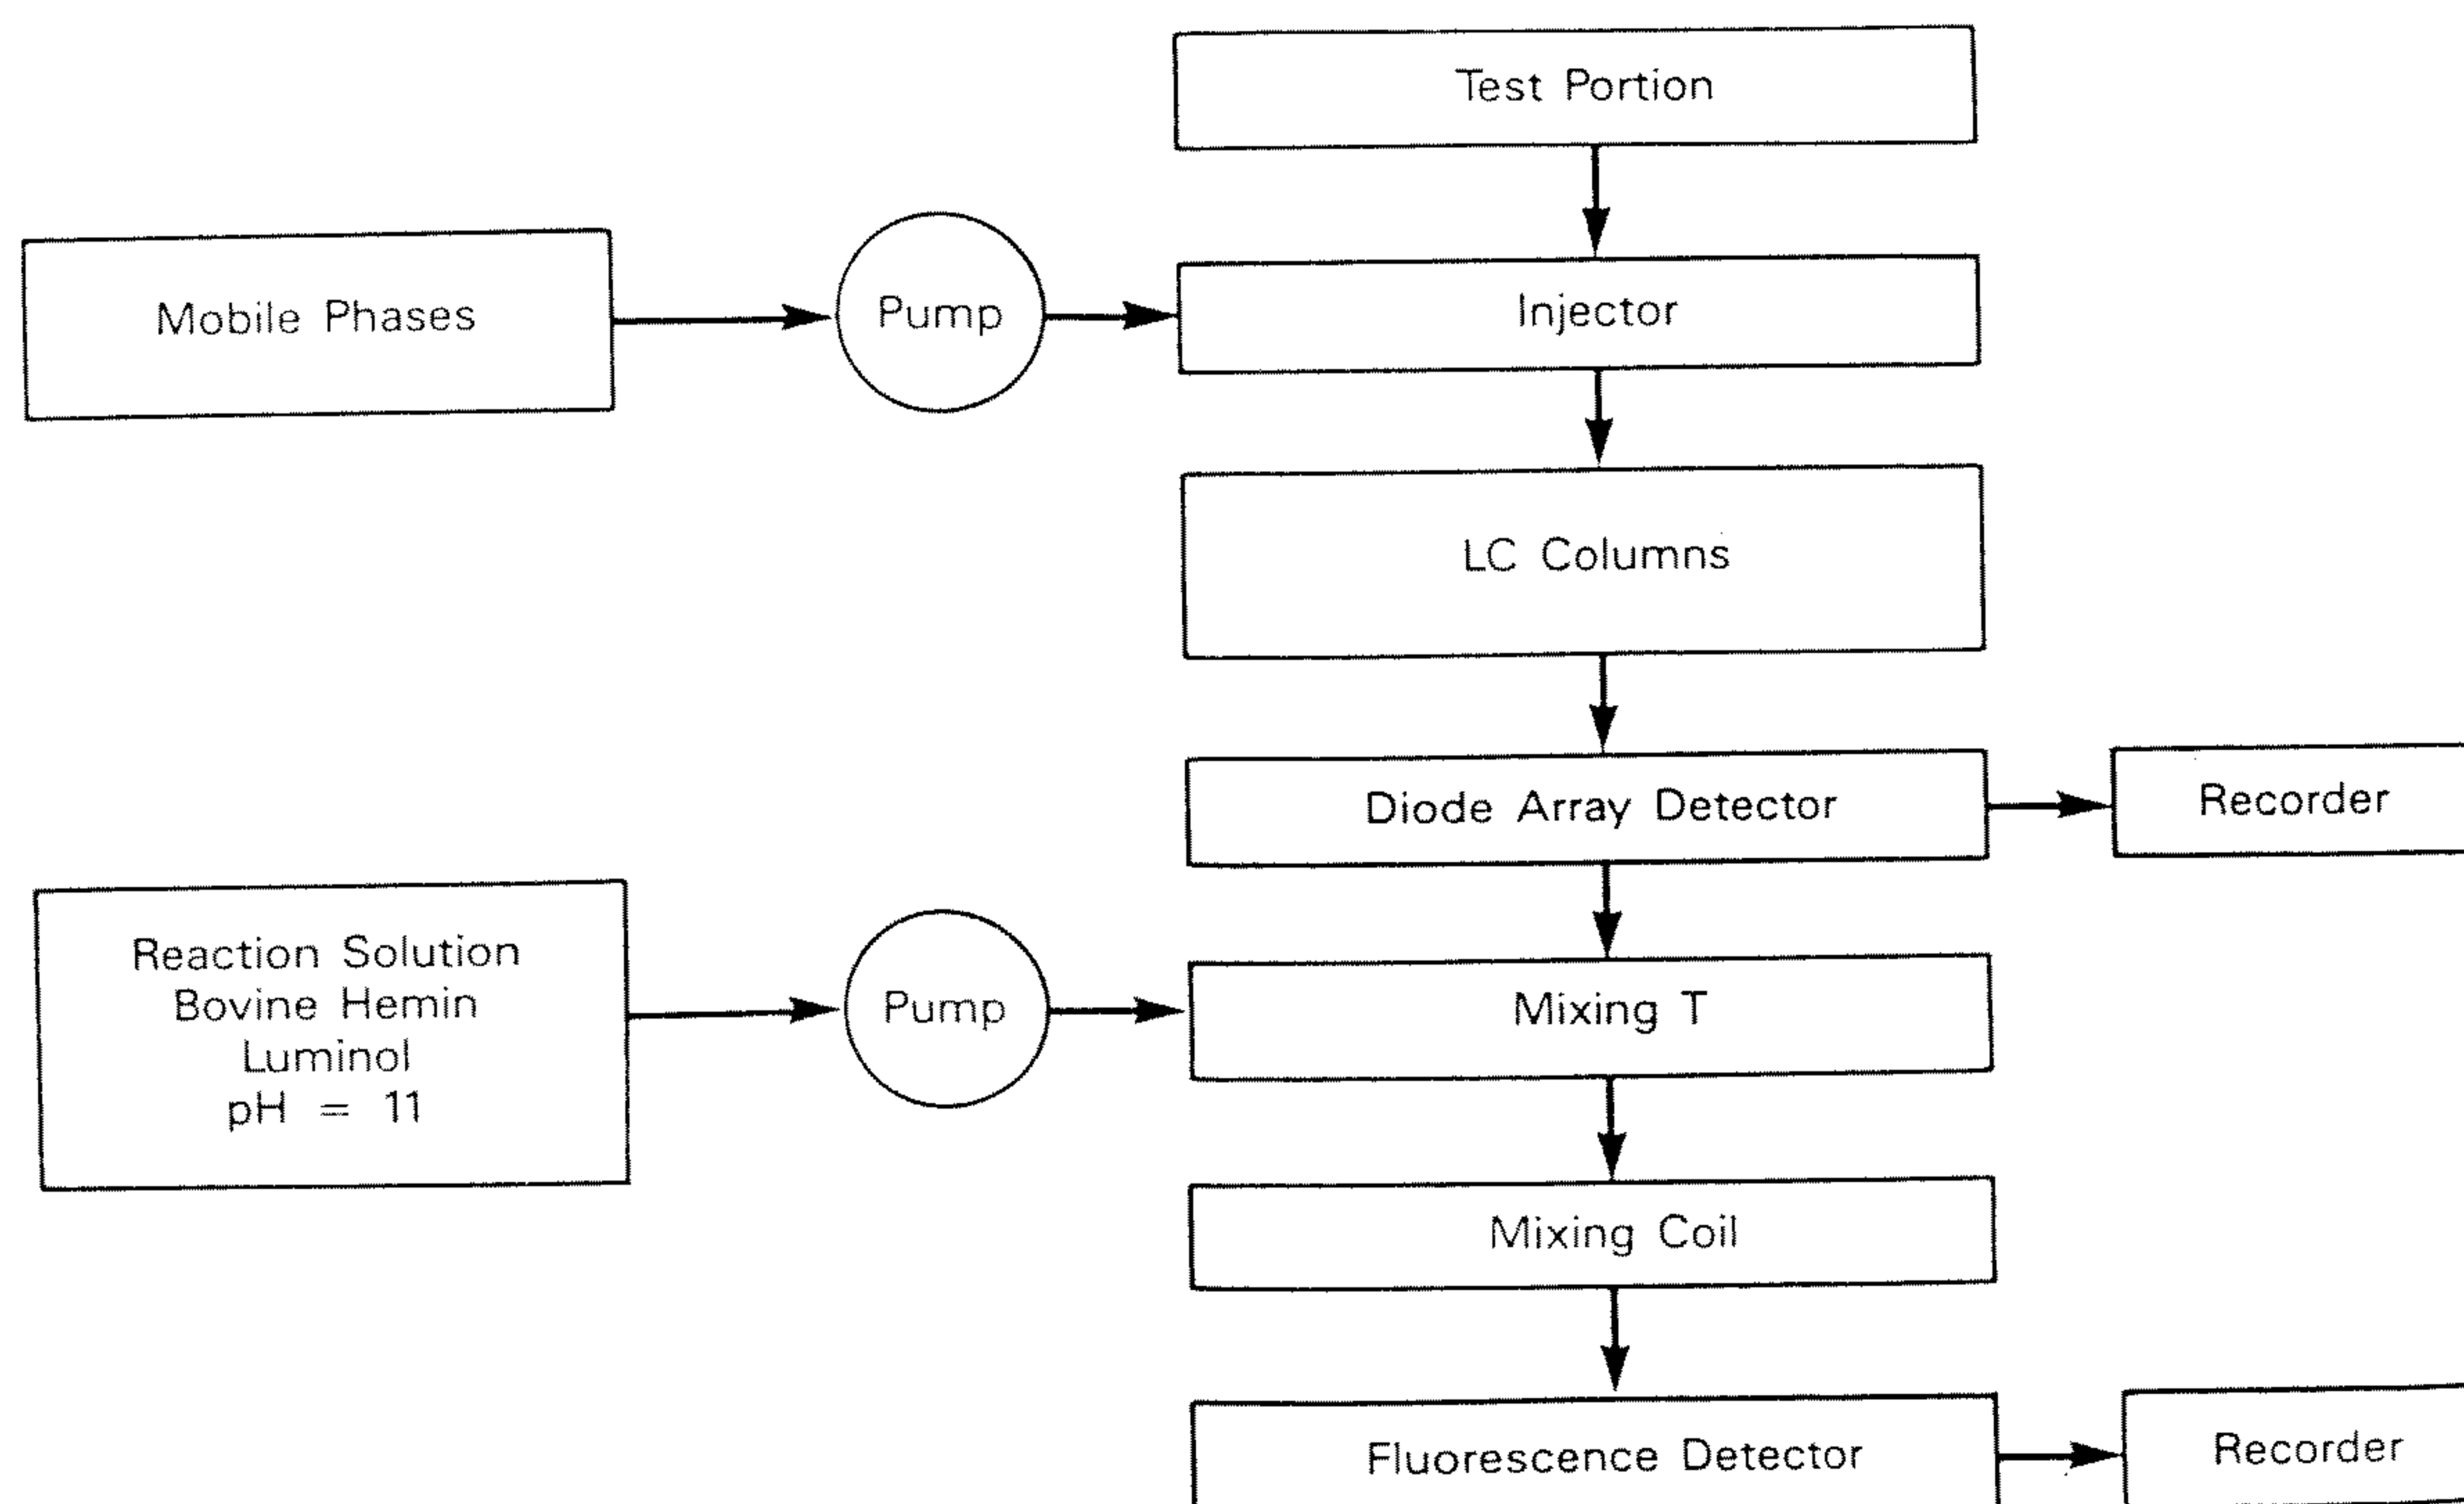 Test Portion
Mobile Phases
Pump
Injector
LC Columns
Diode Array Detector
Recorder
Reaction Solution
Bovine Hemin
Luminol
pH = 11
Pump
Mixing T
Mixing Coil
Fluorescence Detector
Recorder